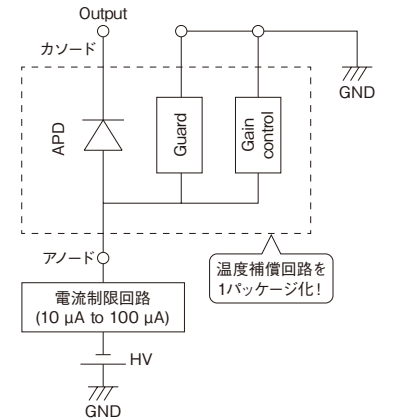 Output
カソード
GND
APD
Guard
Gain
control
アノード
温度補償回路を
1パッケージ化!
電流制限回路
(10 µA to 100 µA)
HV
GND